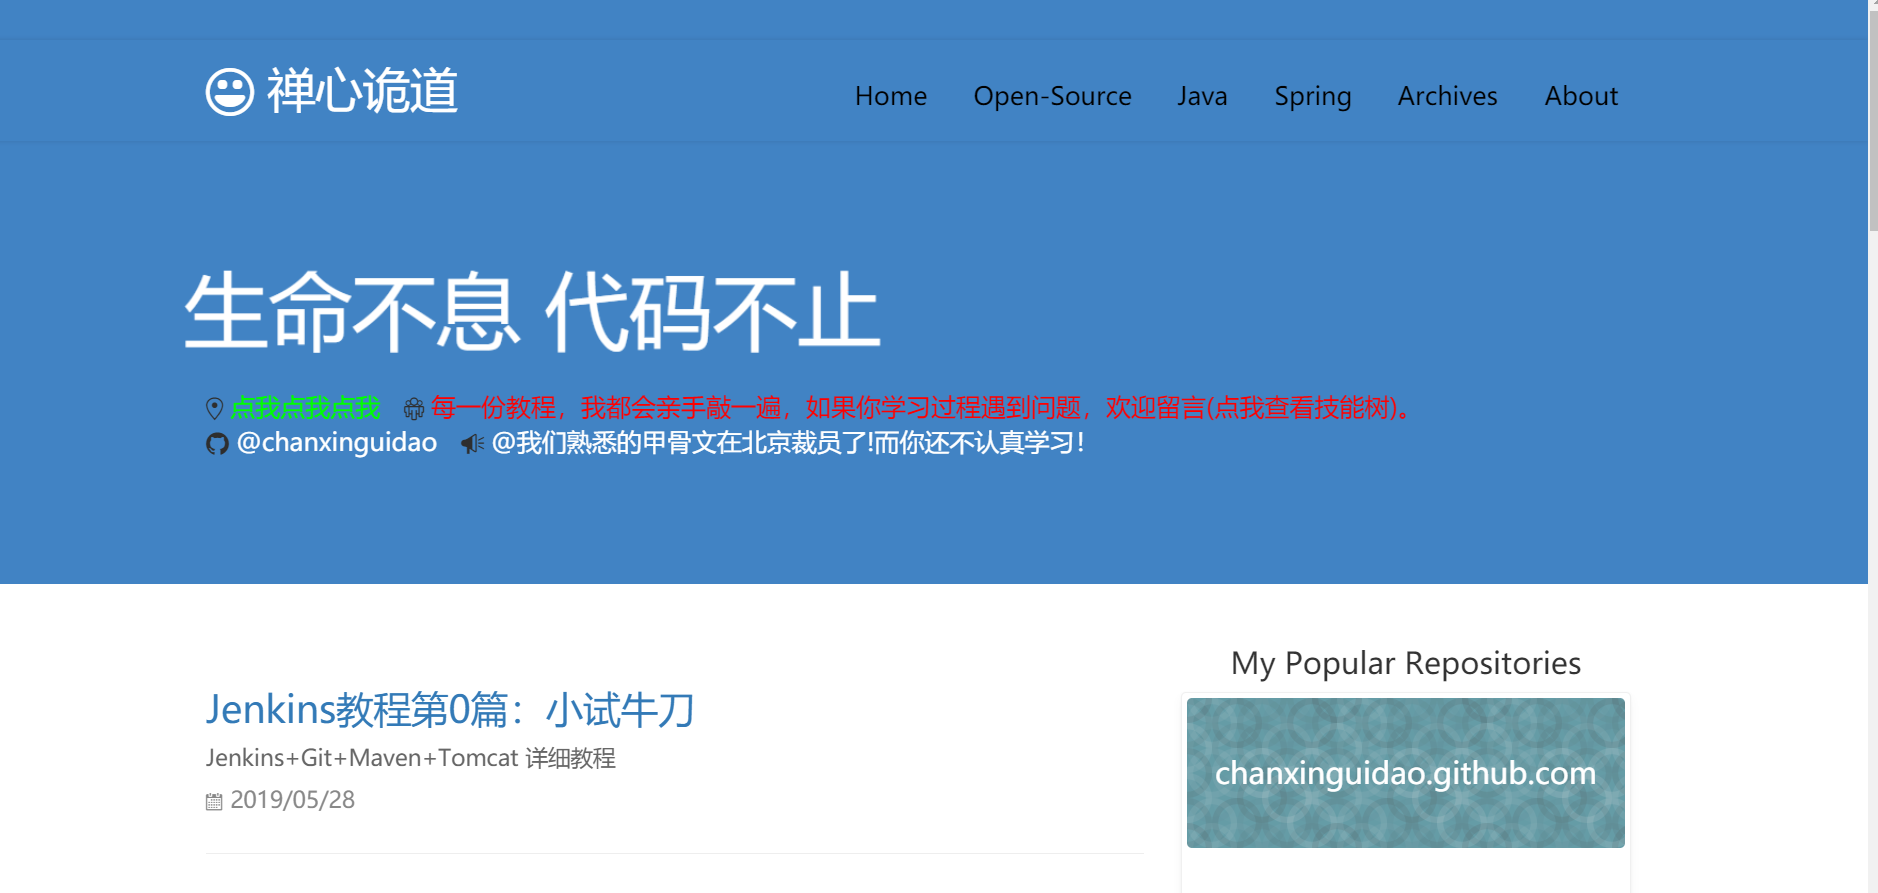 禅心诡道
Home Open-Source Java Spring Archives About
生命不息 代码不止
点我点我点我 每一份教程，我都会亲手敲一遍，如果你学习过程遇到问题，欢迎留言(点我查看技能树)。
@chanxinguidao @我们熟悉的甲骨文在北京裁员了!而你还不认真学习！
Jenkins教程第0篇：小试牛刀
Jenkins+Git+Maven+Tomcat 详细教程
2019/05/28
My Popular Repositories
chanxinguidao.github.com